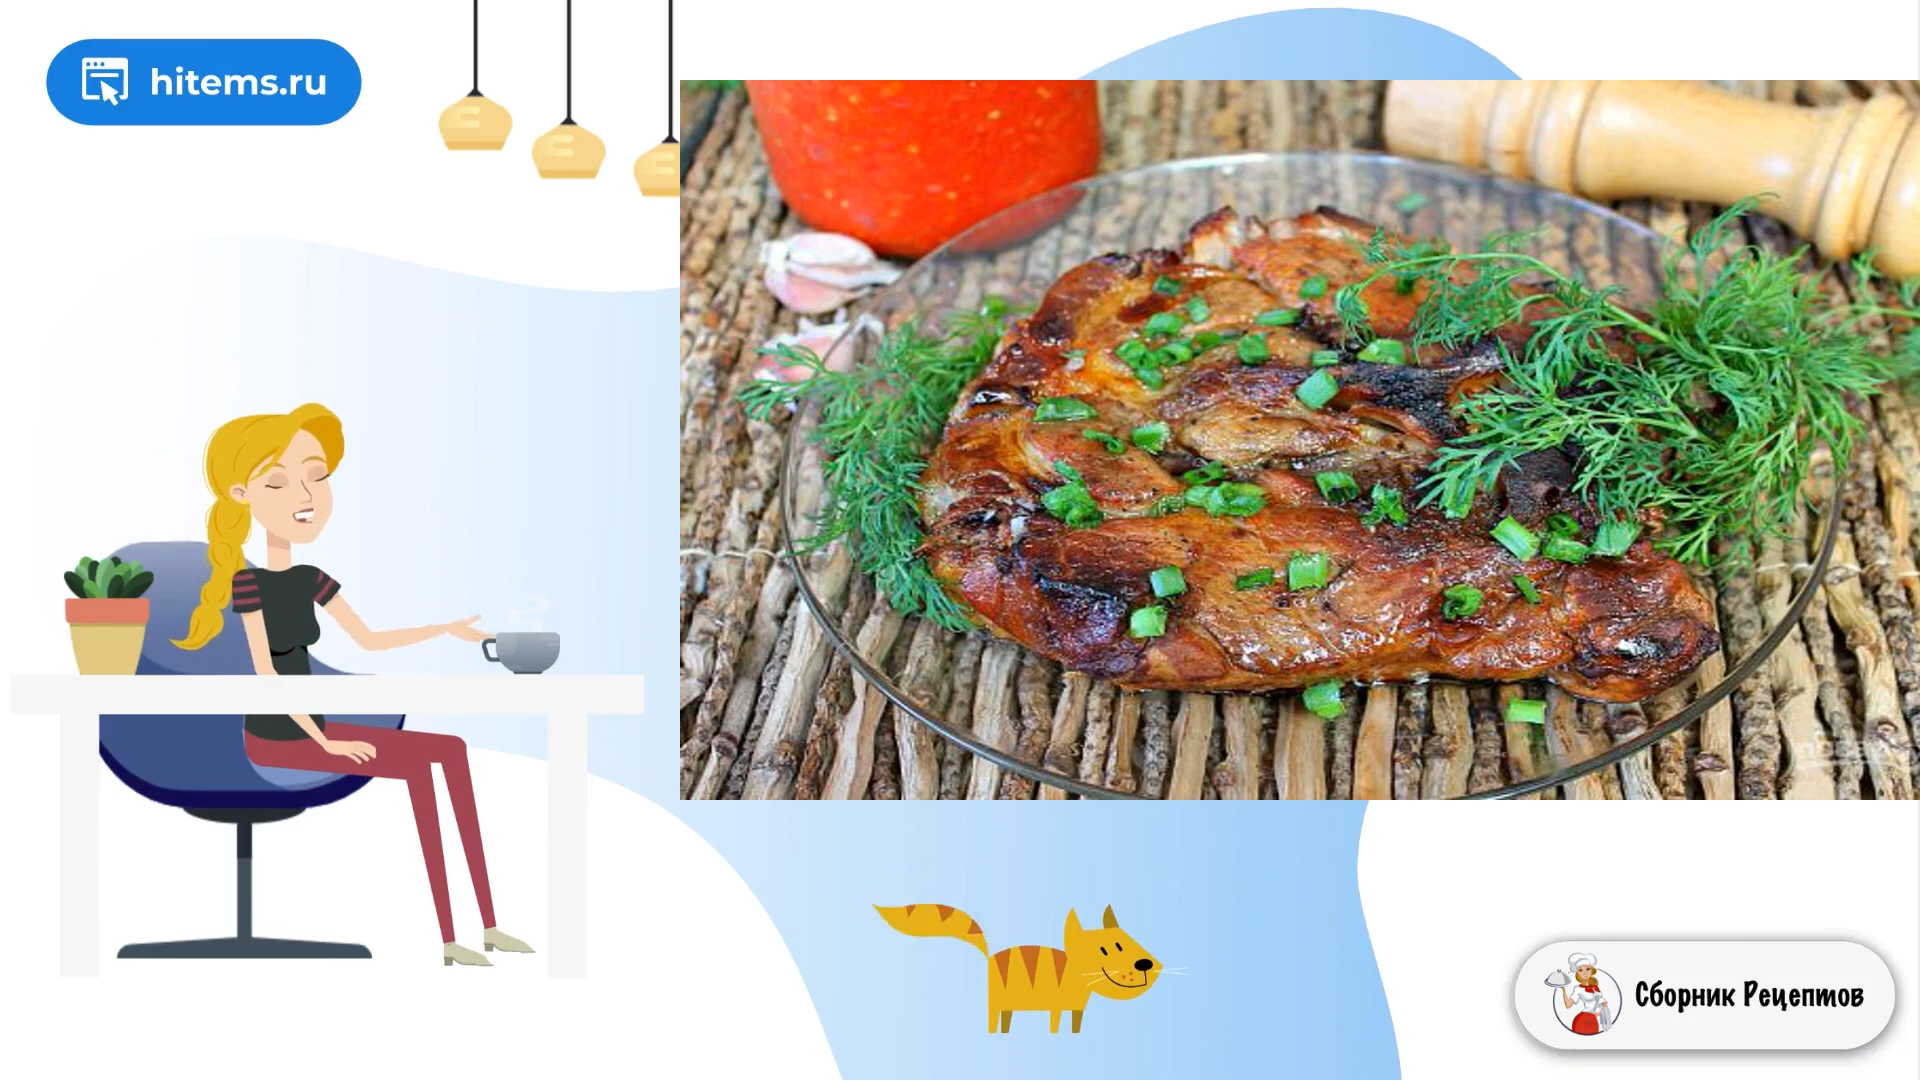 hitems.ru
Сборник Рецептов